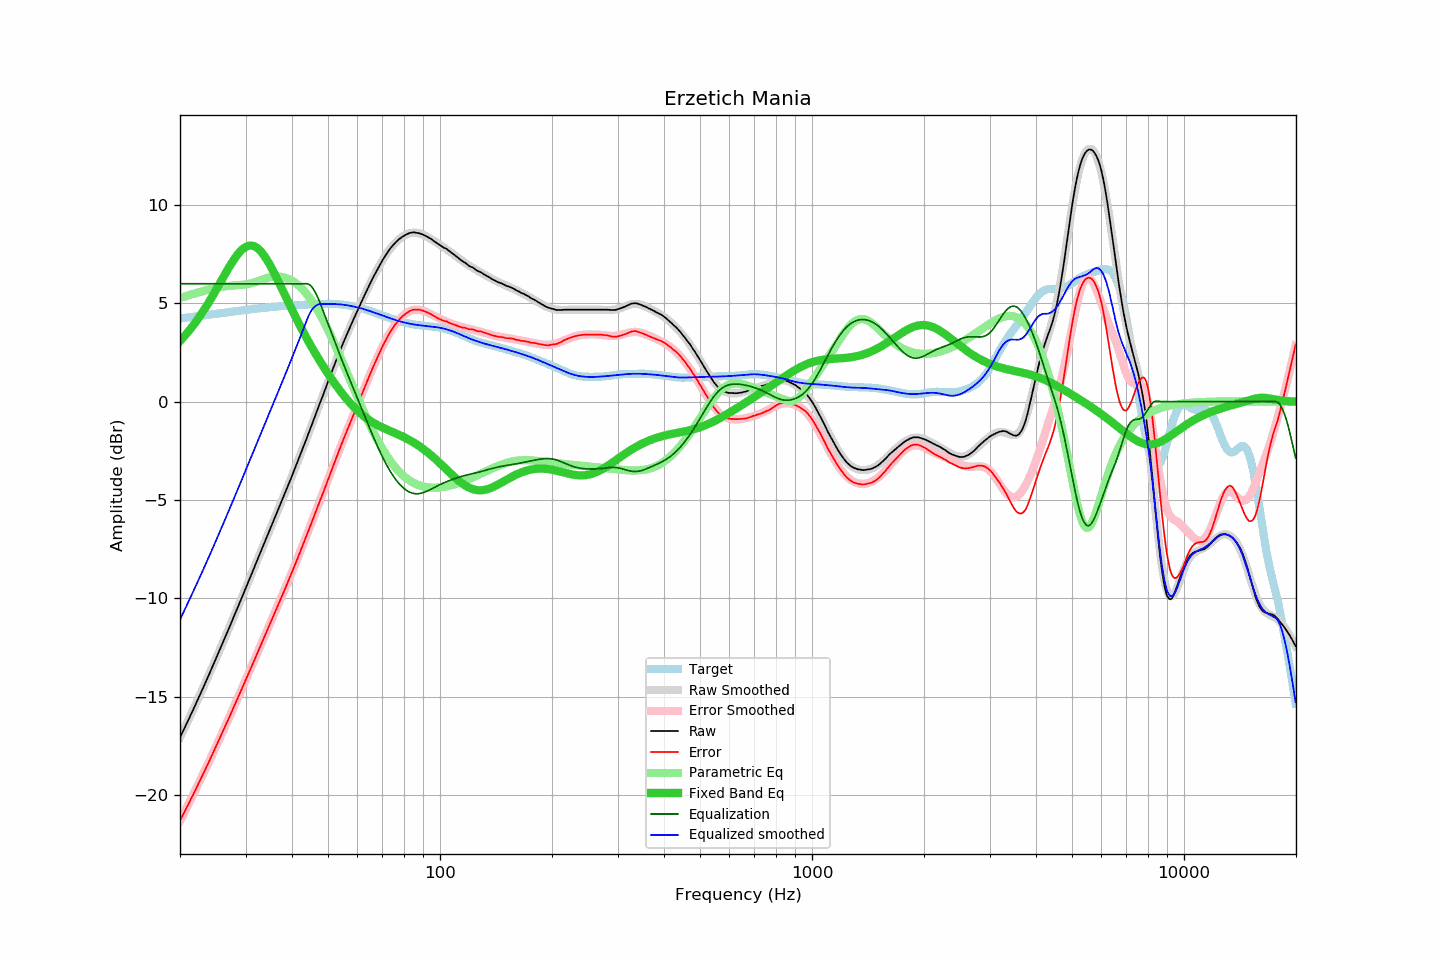 Erzetich Mania
Amplitude (dBr)
10
5
0
−5
−10
−15
−20
Target
Raw Smoothed
Error Smoothed
Raw
Error
Parametric Eq
Fixed Band Eq
Equalization
Equalized smoothed
100 1000 10000
Frequency (Hz)